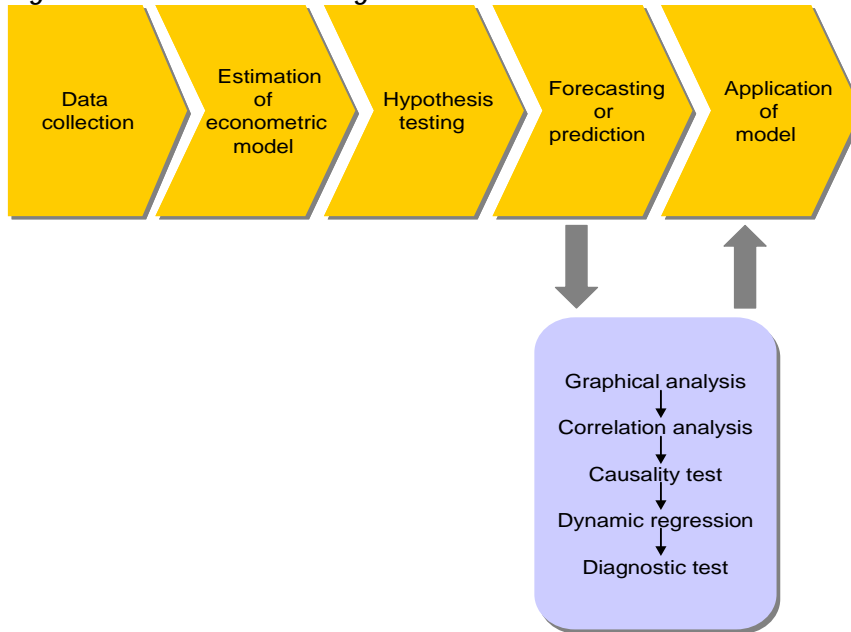 Data
collection
Estimation
of
econometric
model
Hypothesis
testing
Forecasting
or
prediction
Application
of
model
Graphical analysis
Correlation analysis
Causality test
Dynamic regression
Diagnostic test